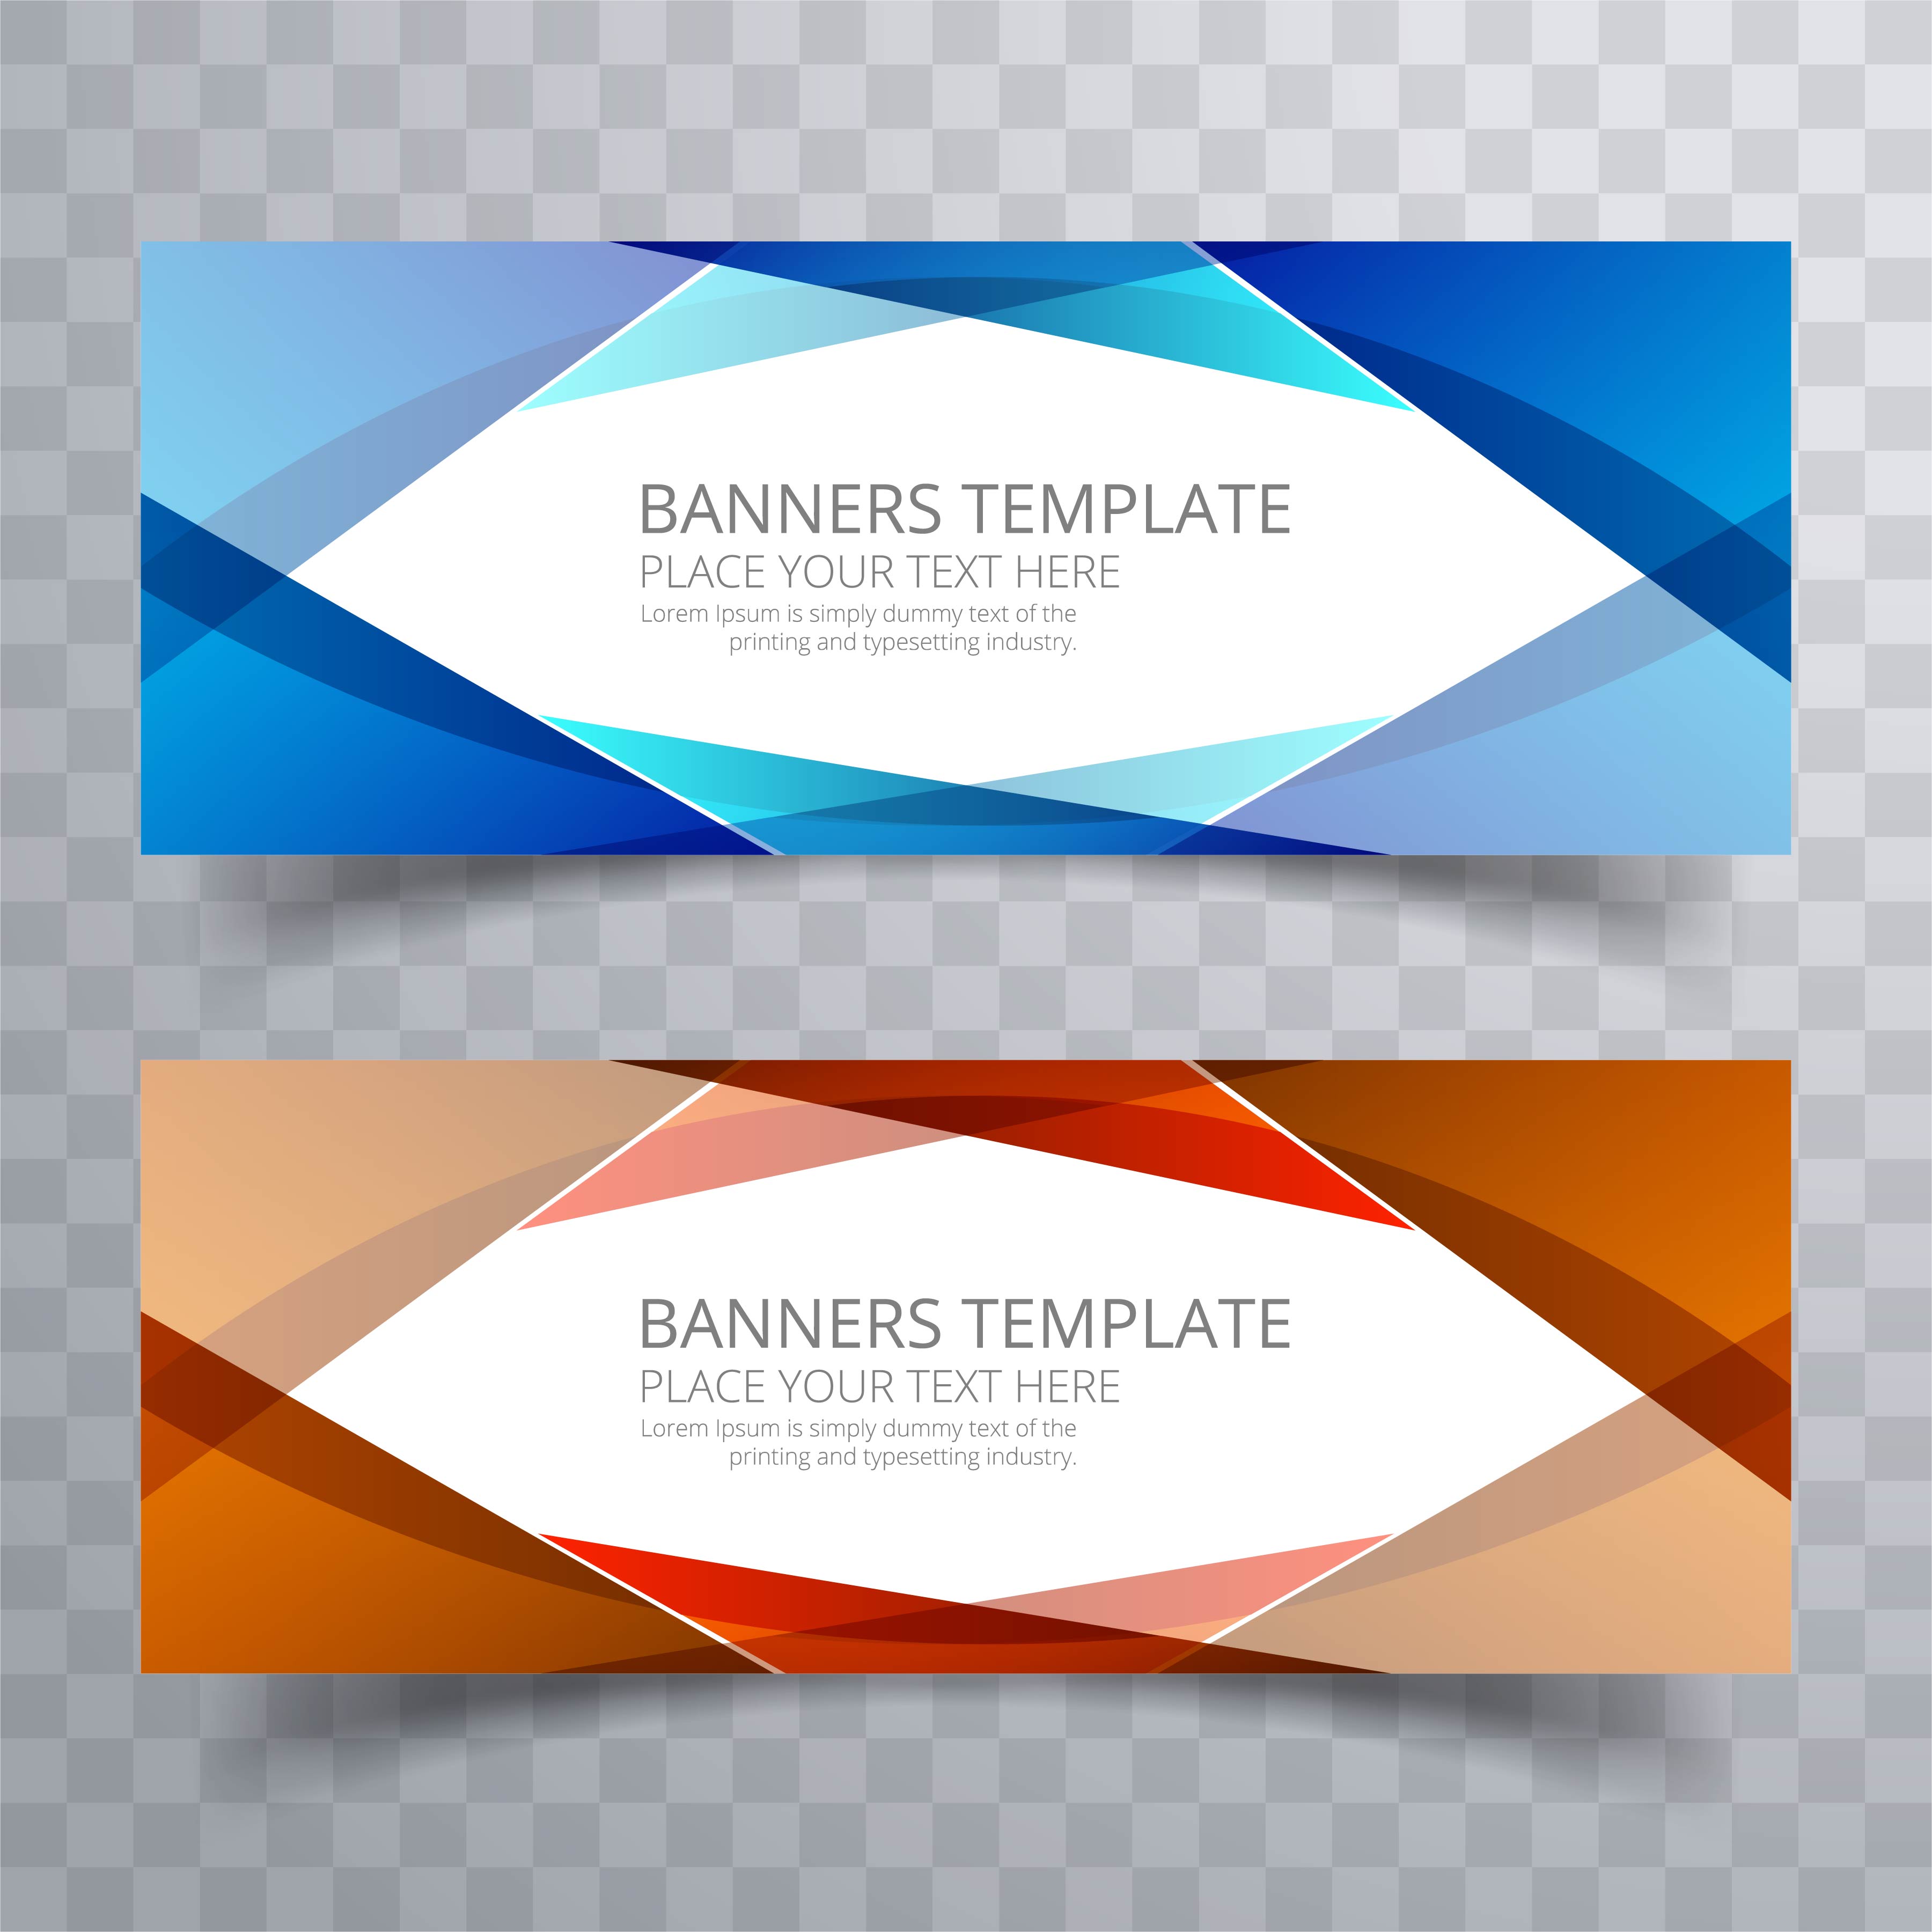 BANNERS TEMPLATE
PLACE YOUR TEXT HERE
Lorem Ipsum is simply dummy text of the
printing and typesetting industry.
BANNERS TEMPLATE
PLACE YOUR TEXT HERE
Lorem Ipsum is simply dummy text of the
printing and typesetting industry.